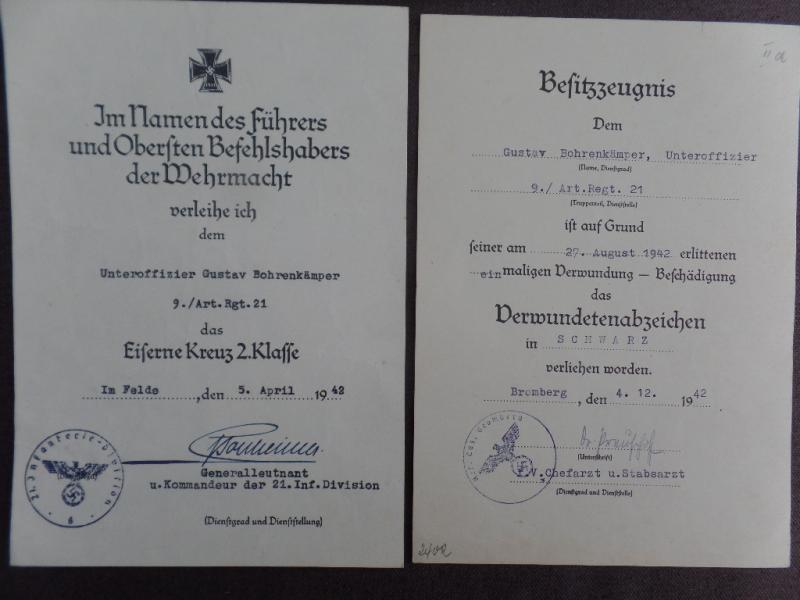 Im Namen des Führers
und Obersten Befehlshabers
der Wehrmacht
verleihe ich
dem
Unteroffizier Gustav Bohrenkämper
9./Art.Rgt.21
das
Eiserne Kreuz 2. Klasse
Im Felde, den 5. April 1942
Generalleutnant
u.Kommandeur der 21.Inf.Division
(Dienstgrad und Dienststellung)
21. Infanterie-Division
II a
Besitzzeugnis
Dem
Gustav Bohrenkämper, Unteroffizier
(Name, Dienstgrad)
9./ Art.Regt. 21
(Truppenteil, Dienststelle)
ist auf Grund
seiner am 27. August 1942 erlittenen
einmaligen Verwundung — Beschädigung
das
Verwundetenabzeichen
in SCHWARZ
verliehen worden.
Bromberg, den 4.12. 1942
(Unterschrift)
Chefarzt u.Stabsarzt
(Dienstgrad und Dienststelle)